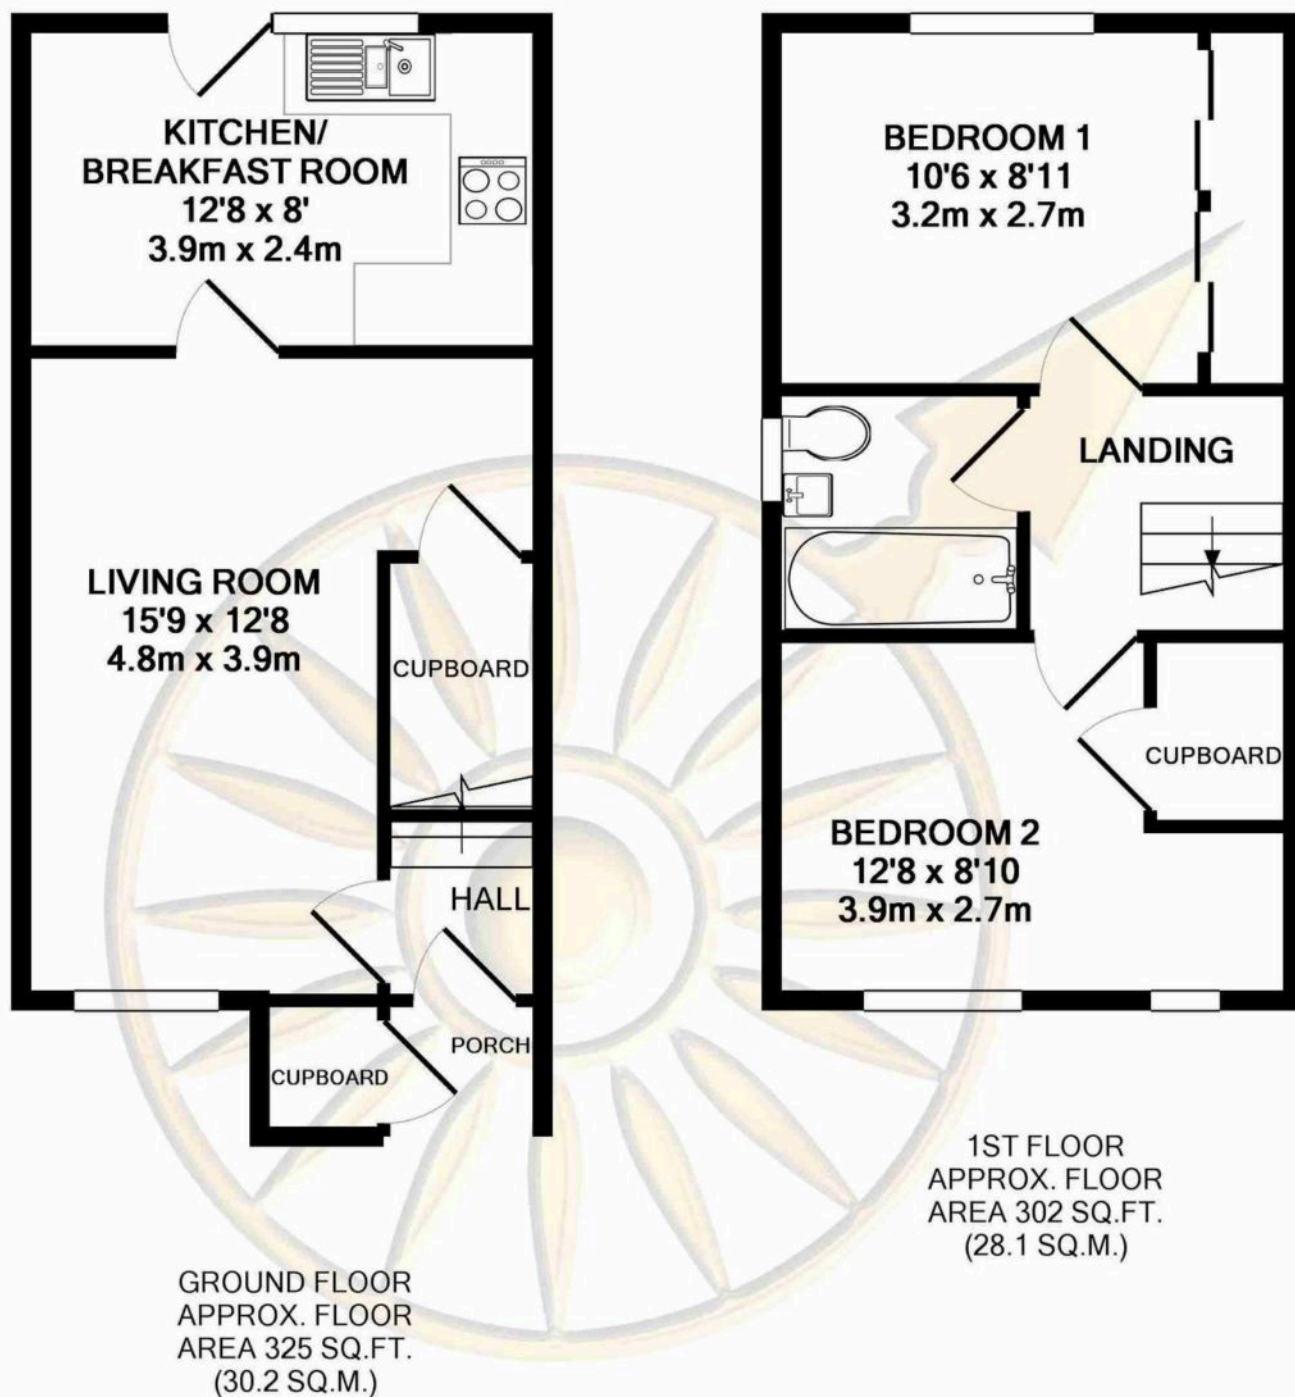 KITCHEN/
BREAKFAST ROOM
12'8 x 8'
3.9m x 2.4m
LIVING ROOM
15'9 x 12'8
4.8m x 3.9m
CUPBOARD
HALL
PORCH
CUPBOARD
GROUND FLOOR
APPROX. FLOOR
AREA 325 SQ.FT.
(30.2 SQ.M.)
BEDROOM 1
10'6 x 8'11
3.2m x 2.7m
LANDING
CUPBOARD
BEDROOM 2
12'8 x 8'10
3.9m x 2.7m
1ST FLOOR
APPROX. FLOOR
AREA 302 SQ.FT.
(28.1 SQ.M.)